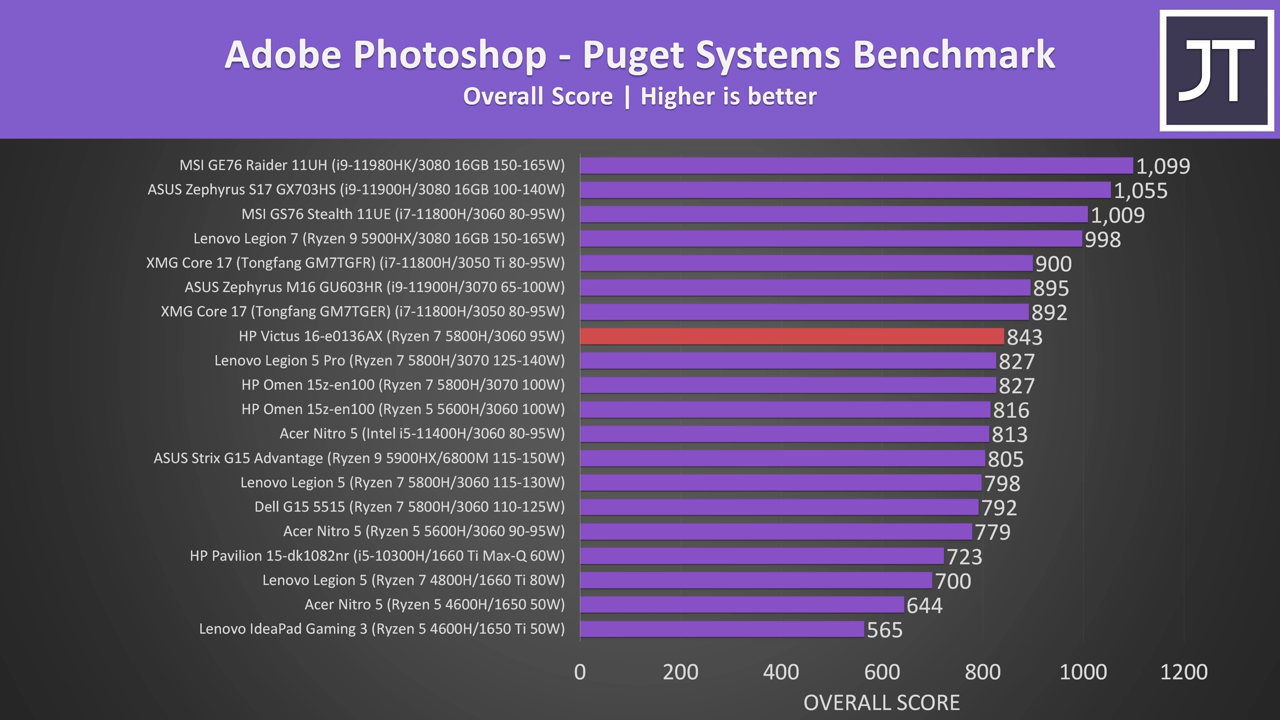 Adobe Photoshop - Puget Systems Benchmark
Overall Score | Higher is better
JT
MSI GE76 Raider 11UH (i9-11980HK/3080 16GB 150-165W) 1,099
ASUS Zephyrus S17 GX703HS (i9-11900H/3080 16GB 100-140W) 1,055
MSI GS76 Stealth 11UE (i7-11800H/3060 80-95W) 1,009
Lenovo Legion 7 (Ryzen 9 5900HX/3080 16GB 150-165W) 998
XMG Core 17 (Tongfang GM7TGFR) (i7-11800H/3050 Ti 80-95W) 900
ASUS Zephyrus M16 GU603HR (i9-11900H/3070 65-100W) 895
XMG Core 17 (Tongfang GM7TGER) (i7-11800H/3050 80-95W) 892
HP Victus 16-e0136AX (Ryzen 7 5800H/3060 95W) 843
Lenovo Legion 5 Pro (Ryzen 7 5800H/3070 125-140W) 827
HP Omen 15z-en100 (Ryzen 7 5800H/3070 100W) 827
HP Omen 15z-en100 (Ryzen 5 5600H/3060 100W) 816
Acer Nitro 5 (Intel i5-11400H/3060 80-95W) 813
ASUS Strix G15 Advantage (Ryzen 9 5900HX/6800M 115-150W) 805
Lenovo Legion 5 (Ryzen 7 5800H/3060 115-130W) 798
Dell G15 5515 (Ryzen 7 5800H/3060 110-125W) 792
Acer Nitro 5 (Ryzen 5 5600H/3060 90-95W) 779
HP Pavilion 15-dk1082nr (i5-10300H/1660 Ti Max-Q 60W) 723
Lenovo Legion 5 (Ryzen 7 4800H/1660 Ti 80W) 700
Acer Nitro 5 (Ryzen 5 4600H/1650 50W) 644
Lenovo IdeaPad Gaming 3 (Ryzen 5 4600H/1650 Ti 50W) 565
0 200 400 600 800 1000 1200
OVERALL SCORE